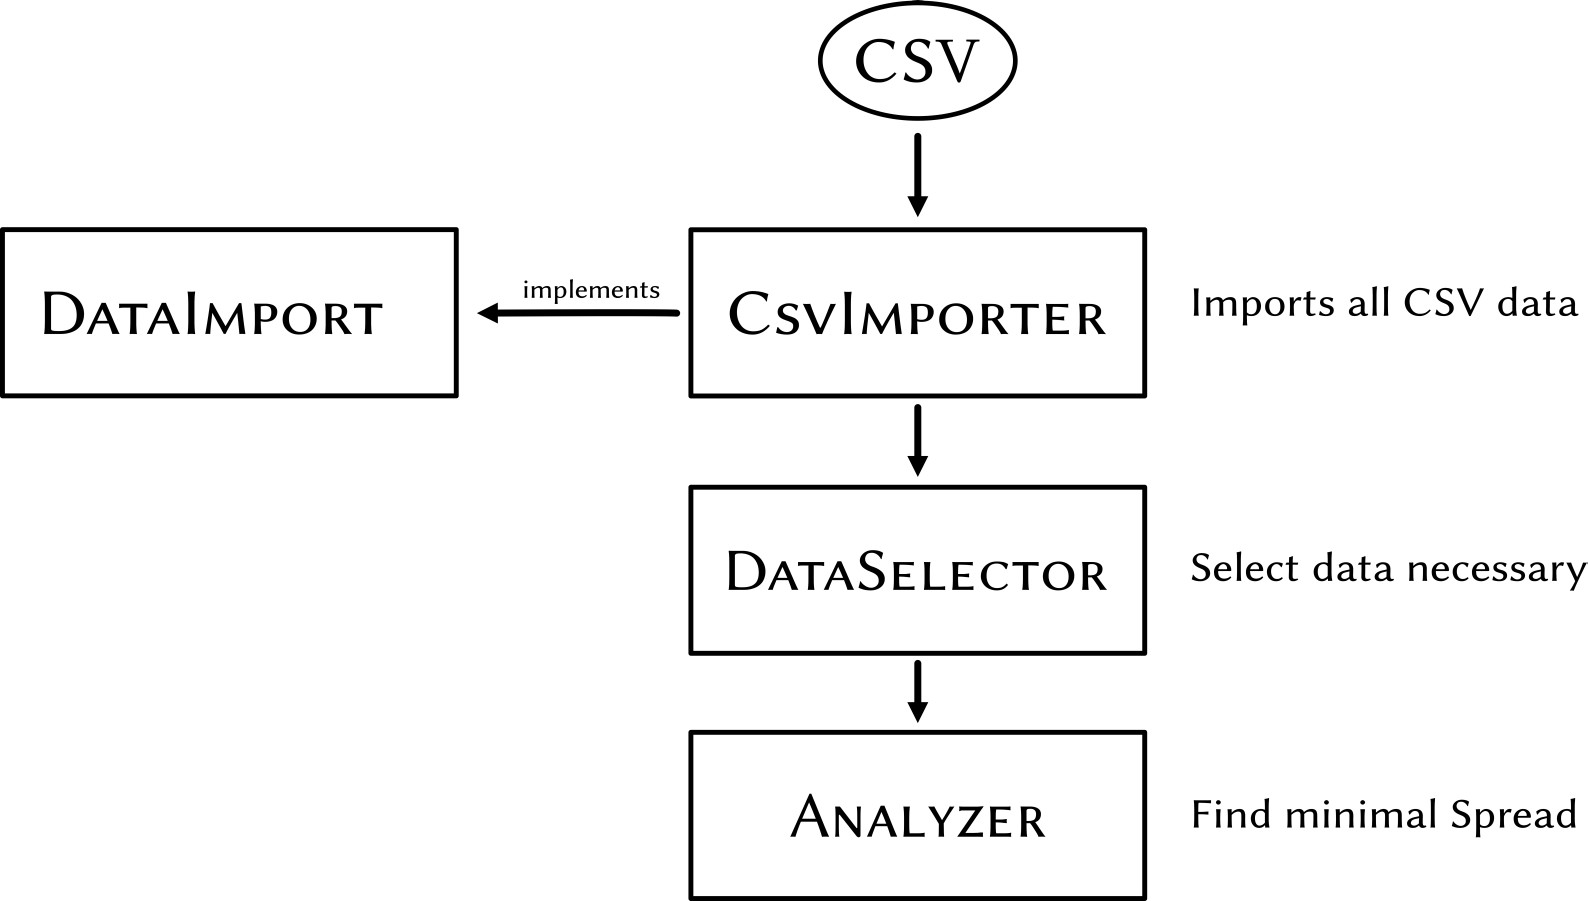 CSV
DataImport
implements
CsvImporter
Imports all CSV data
DataSelector
Select data necessary
Analyzer
Find minimal Spread